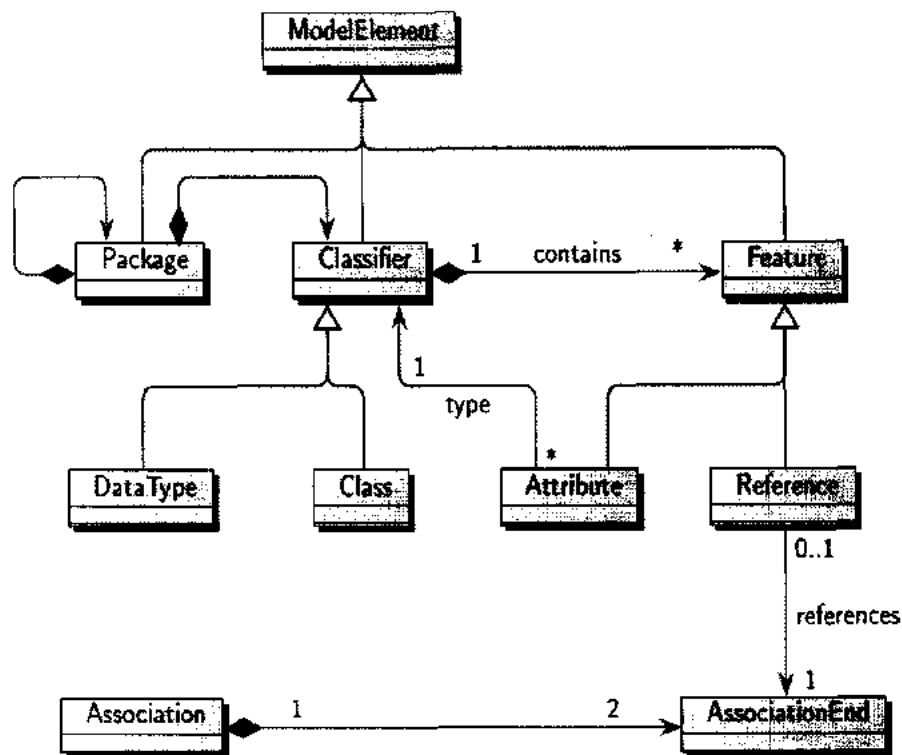 ModelElement
Package
Classifier
1
contains
*
Feature
1
type
*
DataType
Class
Attribute
Reference
0..1
references
1
Association
1
2
AssociationEnd